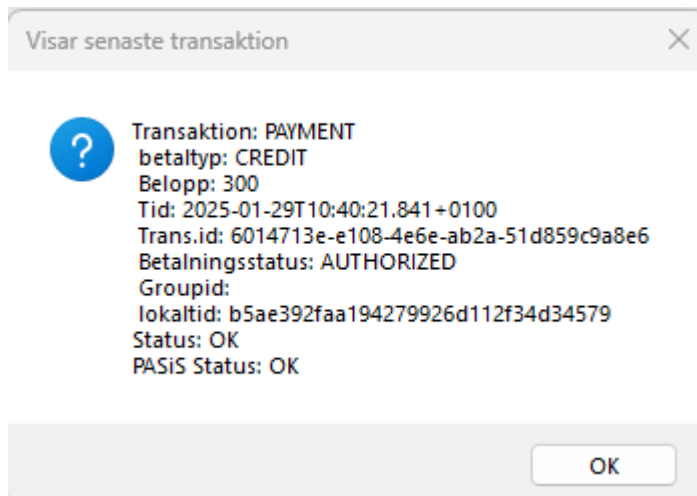 Visar senaste transaktion
?
Transaktion: PAYMENT
betaltyp: CREDIT
Belopp: 300
Tid: 2025-01-29T10:40:21.841+0100
Trans.id: 6014713e-e108-4e6e-ab2a-51d859c9a8e6
Betalningsstatus: AUTHORIZED
Groupid:
lokaltid: b5ae392faa194279926d112f34d34579
Status: OK
PASiS Status: OK
OK